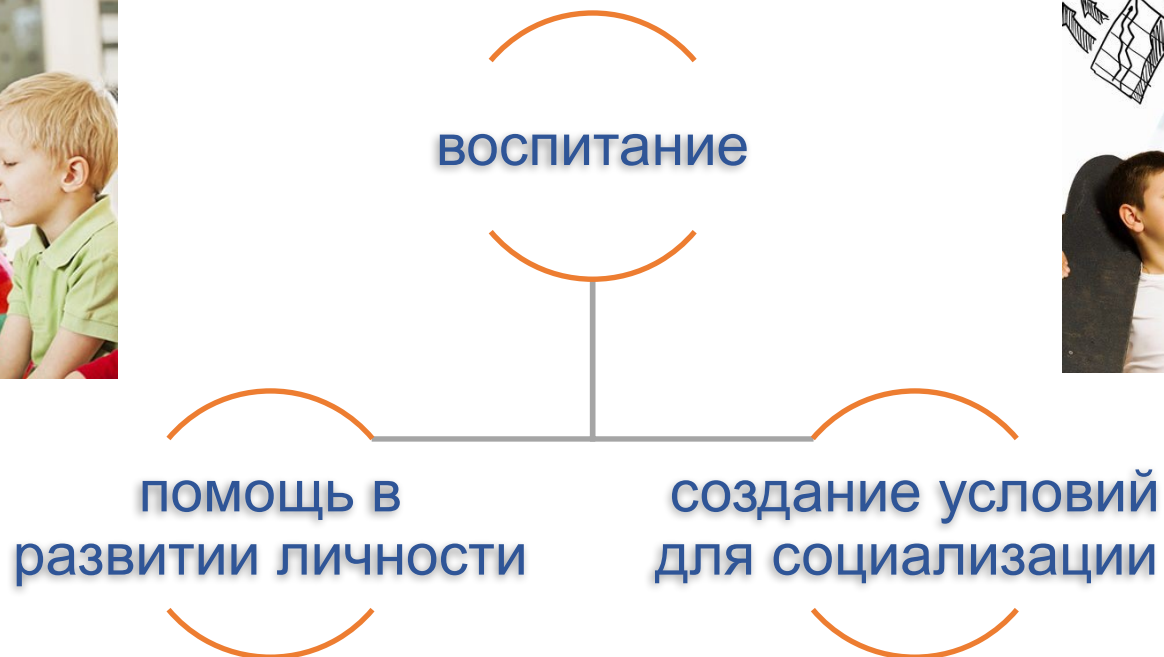 воспитание
помощь в
развитии личности
создание условий
для социализации